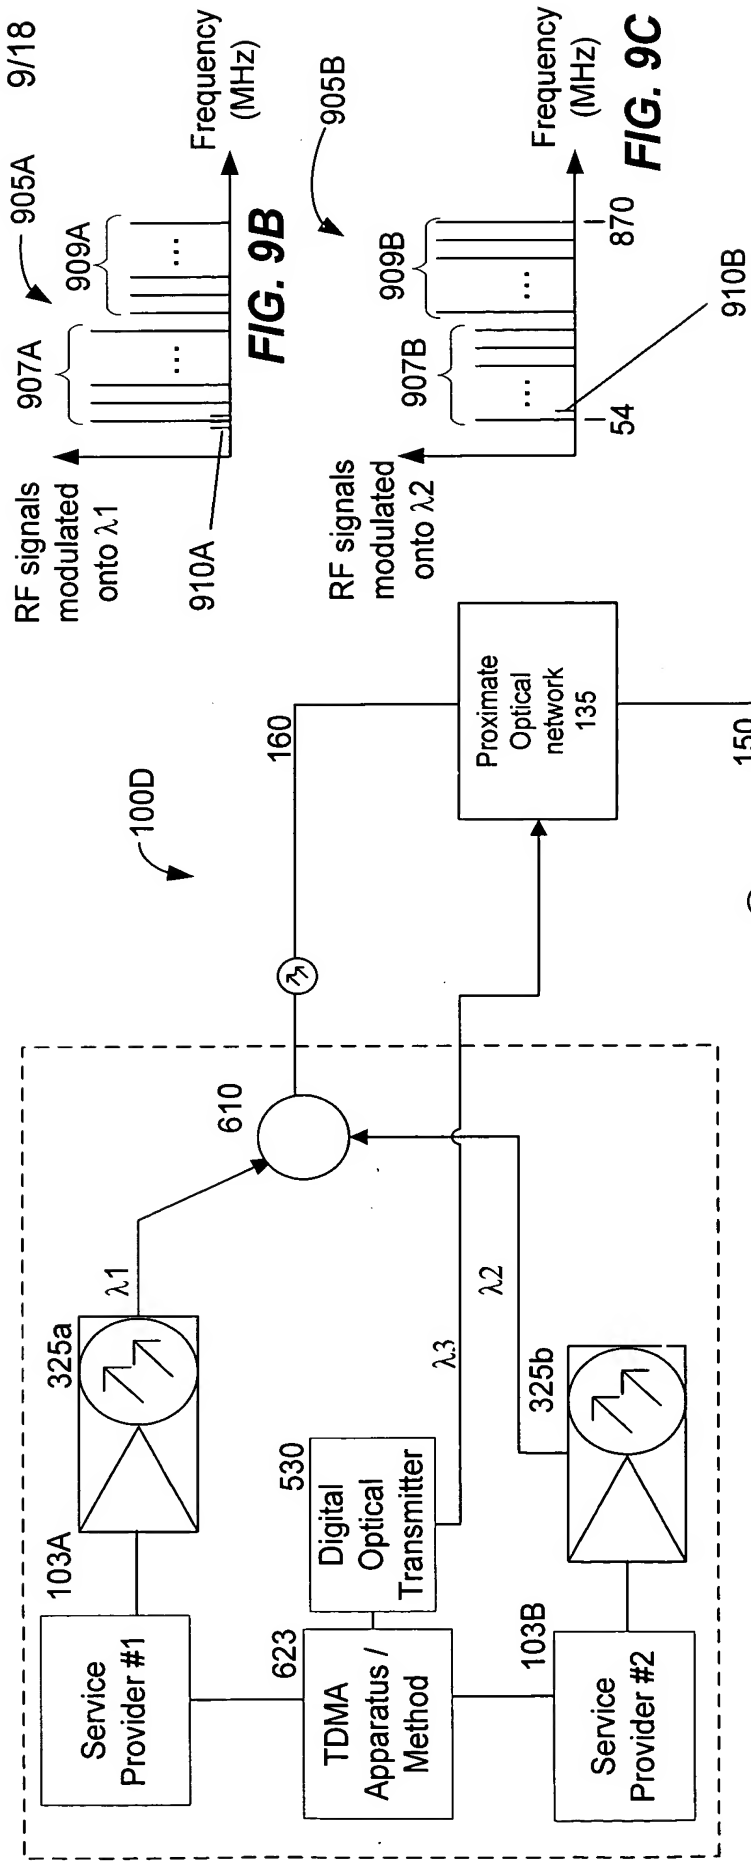 9/18
905A
907A
909A
RF signals
modulated
onto λ1
910A
Frequency
(MHz)
FIG. 9B
905B
RF signals
modulated
onto λ2
907B
909B
54
870
910B
Frequency
(MHz)
FIG. 9C
100D
103A
Service
Provider #1
325a
λ1
610
160
623
TDMA
Apparatus /
Method
530
Digital
Optical
Transmitter
λ3
λ2
Proximate
Optical
network
135
150
103B
Service
Provider #2
325b